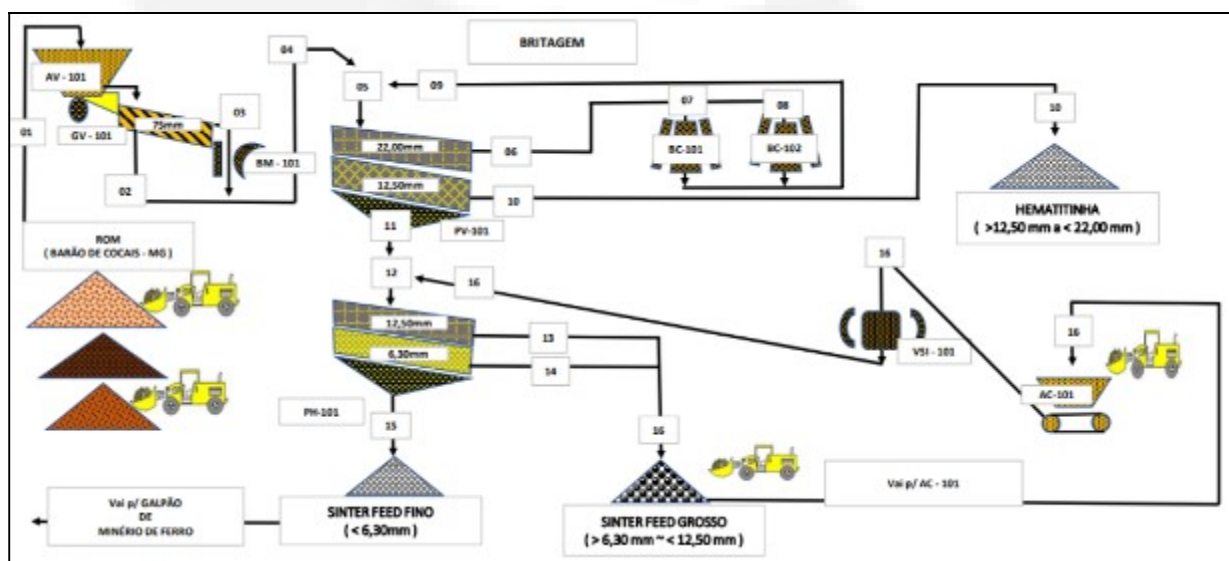 BRITAGEM
04
AV - 101
05
09
03
07
08
10
01
75mm
GV - 101
BM - 101
22,00mm
06
BC-101
BC-102
02
12,50mm
10
11
PV-101
HEMATITINHA
( >12,50 mm a < 22,00 mm )
ROM
( BARÃO DE COCAIS - MG )
12
16
16
16
12,50mm
13
6,30mm
14
VSI - 101
AC-101
PH-101
15
16
Vai p/ GALPÃO
DE
MINÉRIO DE FERRO
SINTER FEED FINO
( < 6,30mm )
SINTER FEED GROSSO
( > 6,30 mm ~ < 12,50 mm )
Vai p/ AC - 101